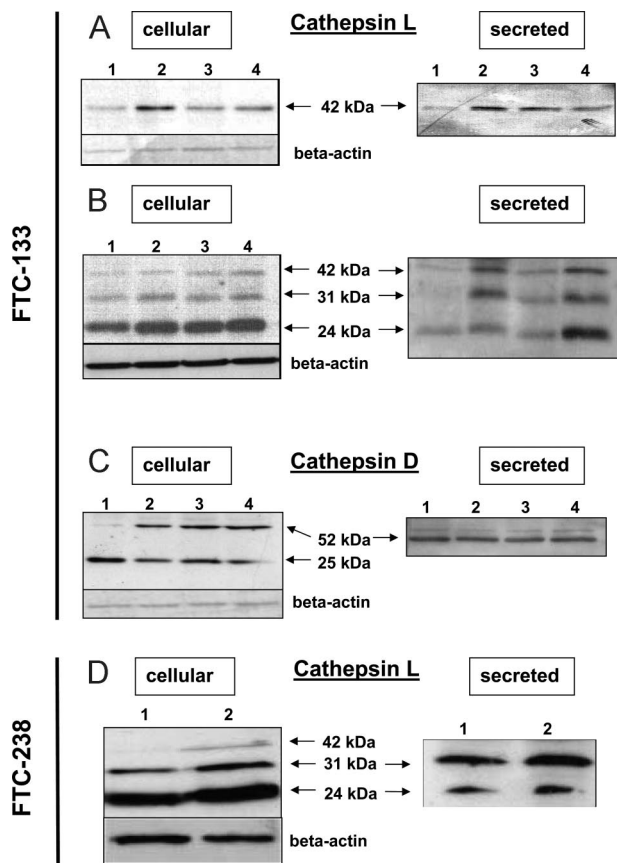 FTC-133
A
cellular
Cathepsin L
secreted
1 2 3 4
1 2 3 4
42 kDa
beta-actin
B
cellular
secreted
1 2 3 4
42 kDa
31 kDa
24 kDa
beta-actin
C
cellular
Cathepsin D
secreted
1 2 3 4
1 2 3 4
52 kDa
25 kDa
beta-actin
FTC-238
D
cellular
Cathepsin L
secreted
1 2
1 2
42 kDa
31 kDa
24 kDa
beta-actin